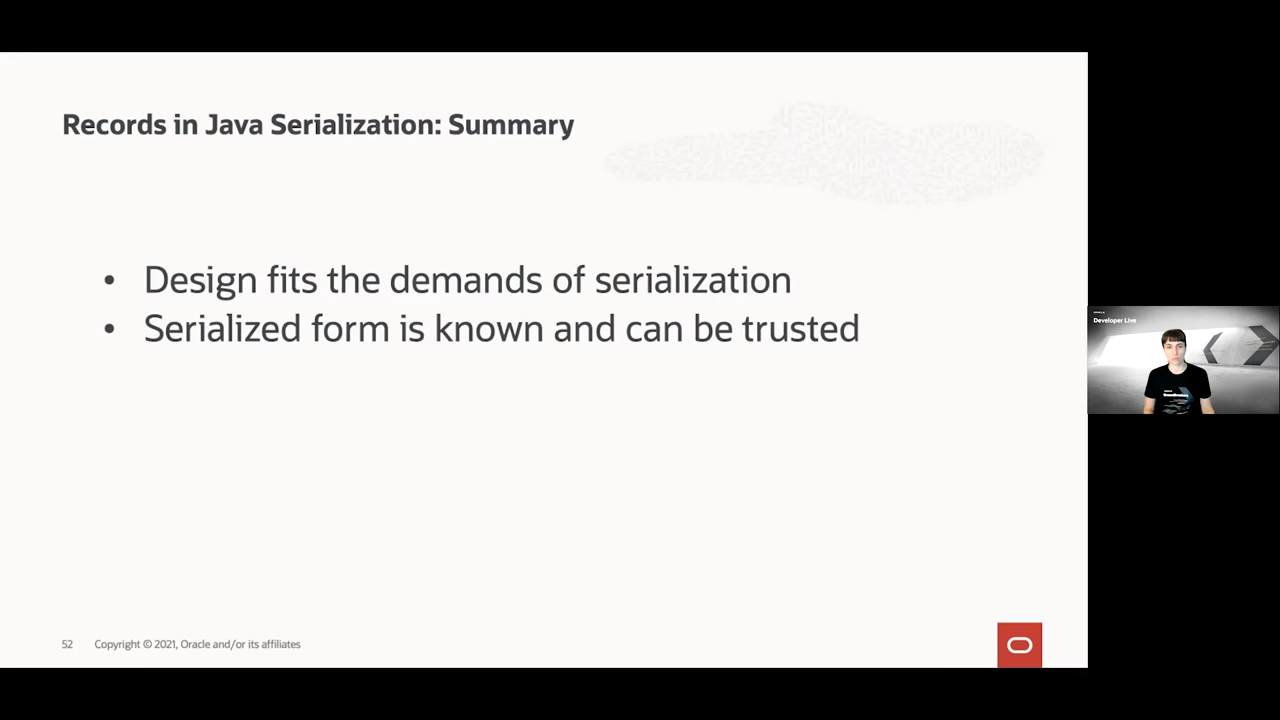 Records in Java Serialization: Summary
• Design fits the demands of serialization
• Serialized form is known and can be trusted
52 Copyright © 2021, Oracle and/or its affiliates
Developer Live